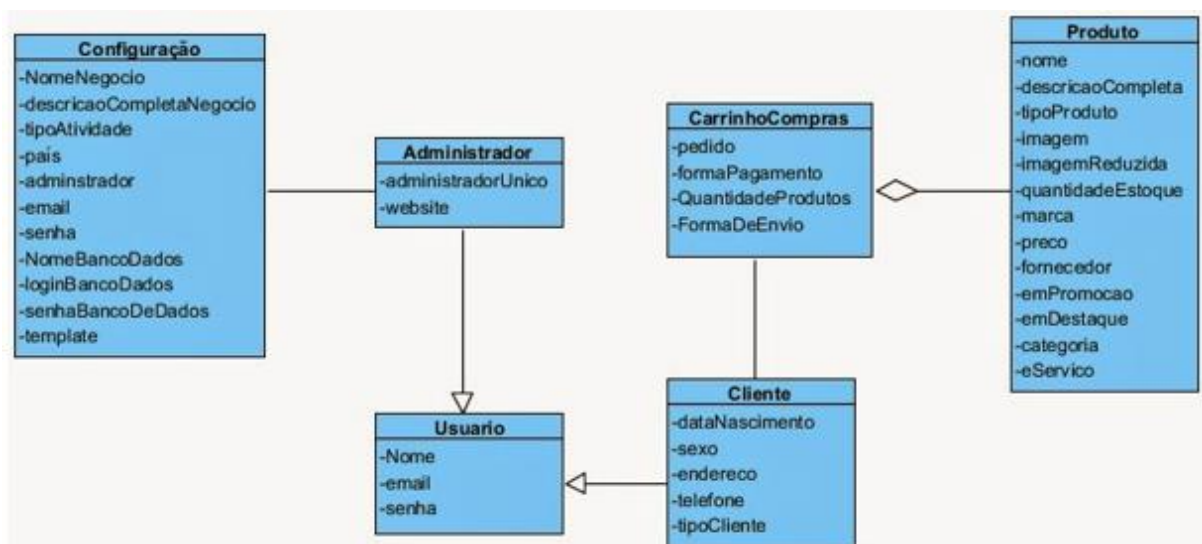 Configuração
-NomeNegocio
-descricaoCompletaNegocio
-tipoAtividade
-país
-adminstrador
-email
-senha
-NomeBancoDados
-loginBancoDados
-senhaBancoDeDados
-template
Administrador
-administradorUnico
-website
Usuario
-Nome
-email
-senha
CarrinhoCompras
-pedido
-formaPagamento
-QuantidadeProdutos
-FormaDeEnvio
Cliente
-dataNascimento
-sexo
-endereco
-telefone
-tipoCliente
Produto
-nome
-descricaoCompleta
-tipoProduto
-imagem
-imagemReduzida
-quantidadeEstoque
-marca
-preco
-fornecedor
-emPromocao
-emDestaque
-categoria
-eServico